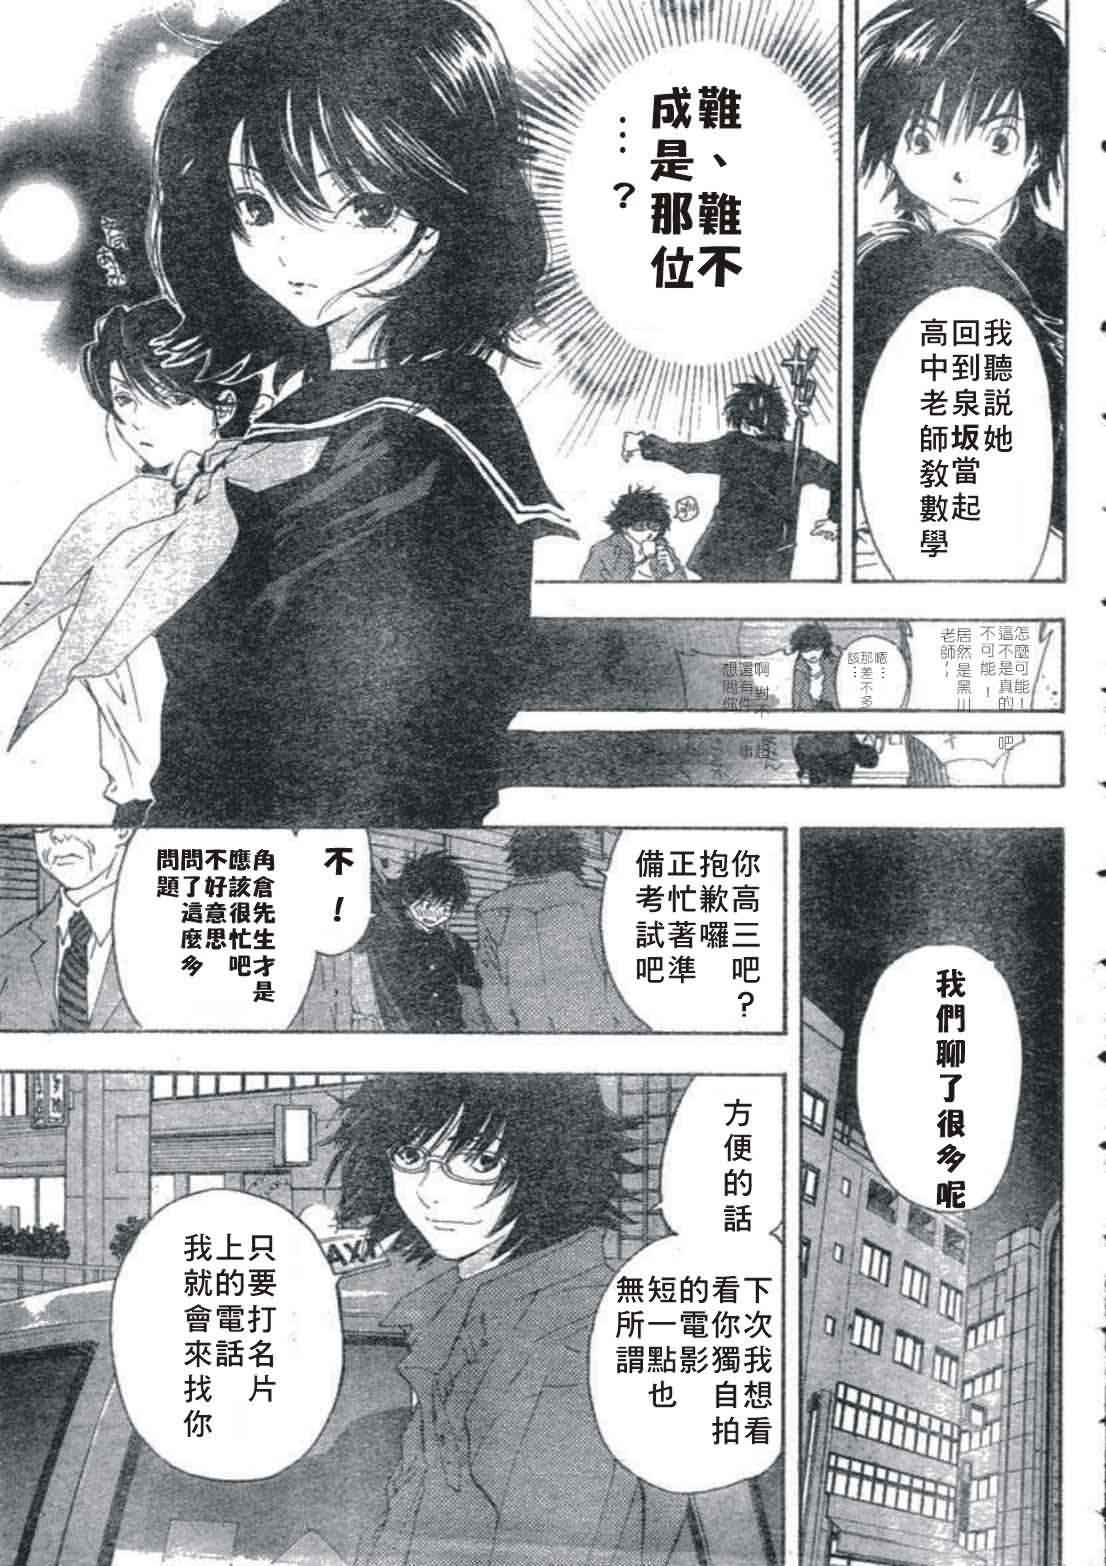 我聽說她
回到泉坂當起
高中老師教數學
難、難不
成是那位
……？
怎麼可能！
這不是真的吧
不可能！
居然是黑川
老師！
嗯…
那差不多
該…
啊 對不起
還有件事
想問你
我們聊了很多呢
你高三吧？
抱歉囉
正忙著準
備考試吧
不！
角倉先生才是
應該很忙吧
不好意思
問了這麼多
問題
方便的話
下次我想看
看你獨自拍
的電影
短一點也
無所謂
只要打名片
上的電話
我就會來找你
TAXI